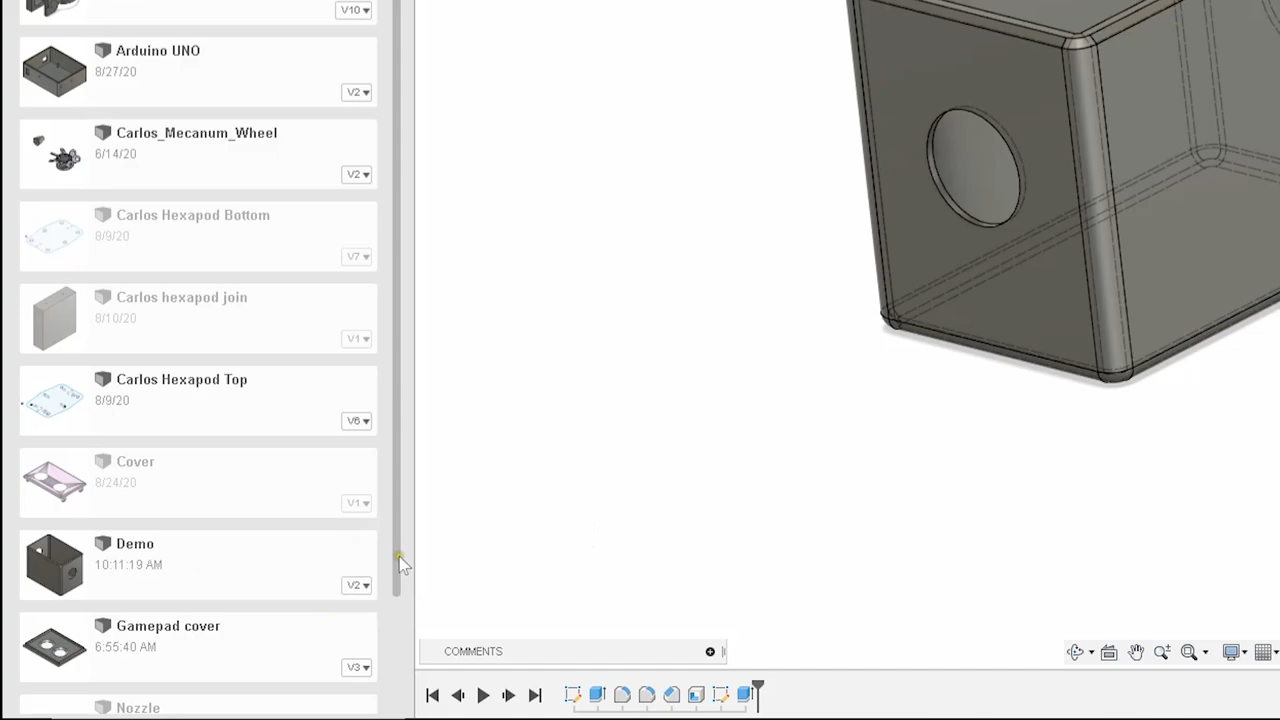 V10
Arduino UNO
8/27/20
V2
Carlos_Mecanum_Wheel
6/14/20
V2
Carlos Hexapod Bottom
8/9/20
V7
Carlos hexapod join
8/10/20
V1
Carlos Hexapod Top
8/9/20
V6
Cover
8/24/20
V1
Demo
10:11:19 AM
V2
Gamepad cover
6:55:40 AM
V3
Nozzle
COMMENTS